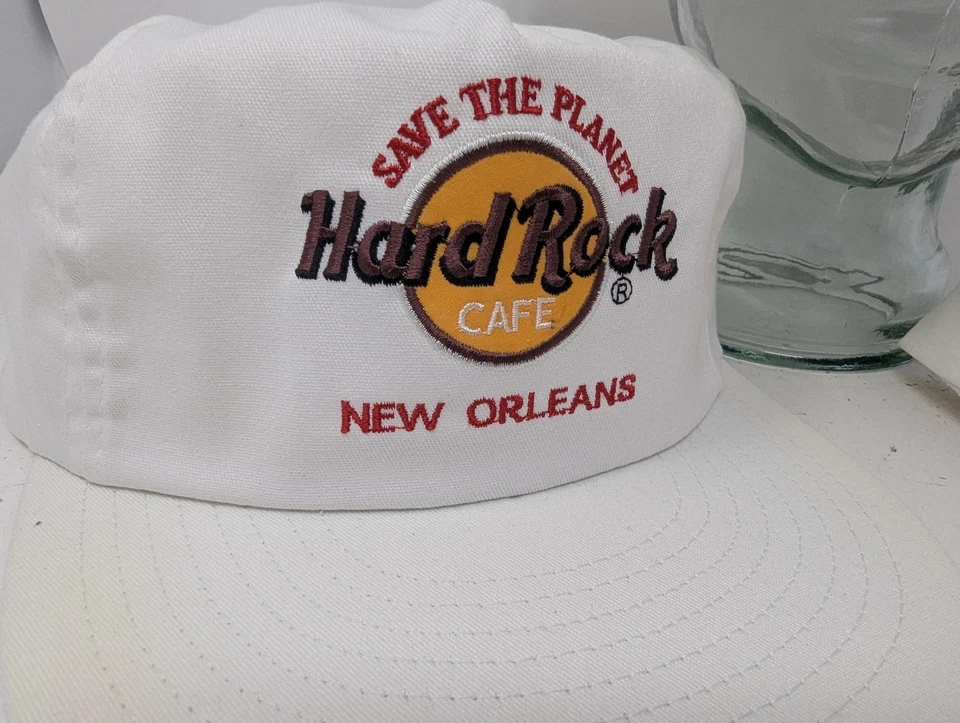 SAVE THE PLANET
Hard Rock
CAFE
®
NEW ORLEANS